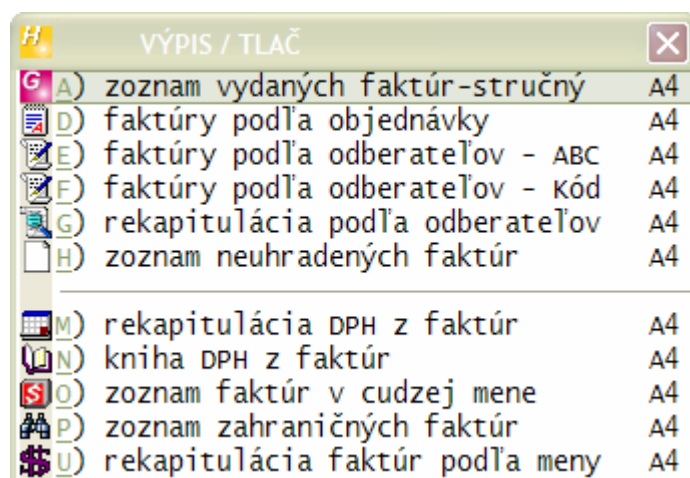 VÝPIS / TLAČ
A) zoznam vydaných faktúr-stručný A4
D) faktúry podľa objednávky A4
E) faktúry podľa odberateľov - ABC A4
F) faktúry podľa odberateľov - Kód A4
G) rekapitulácia podľa odberateľov A4
H) zoznam neuhradených faktúr A4
M) rekapitulácia DPH z faktúr A4
N) kniha DPH z faktúr A4
O) zoznam faktúr v cudzej mene A4
P) zoznam zahraničných faktúr A4
U) rekapitulácia faktúr podľa meny A4